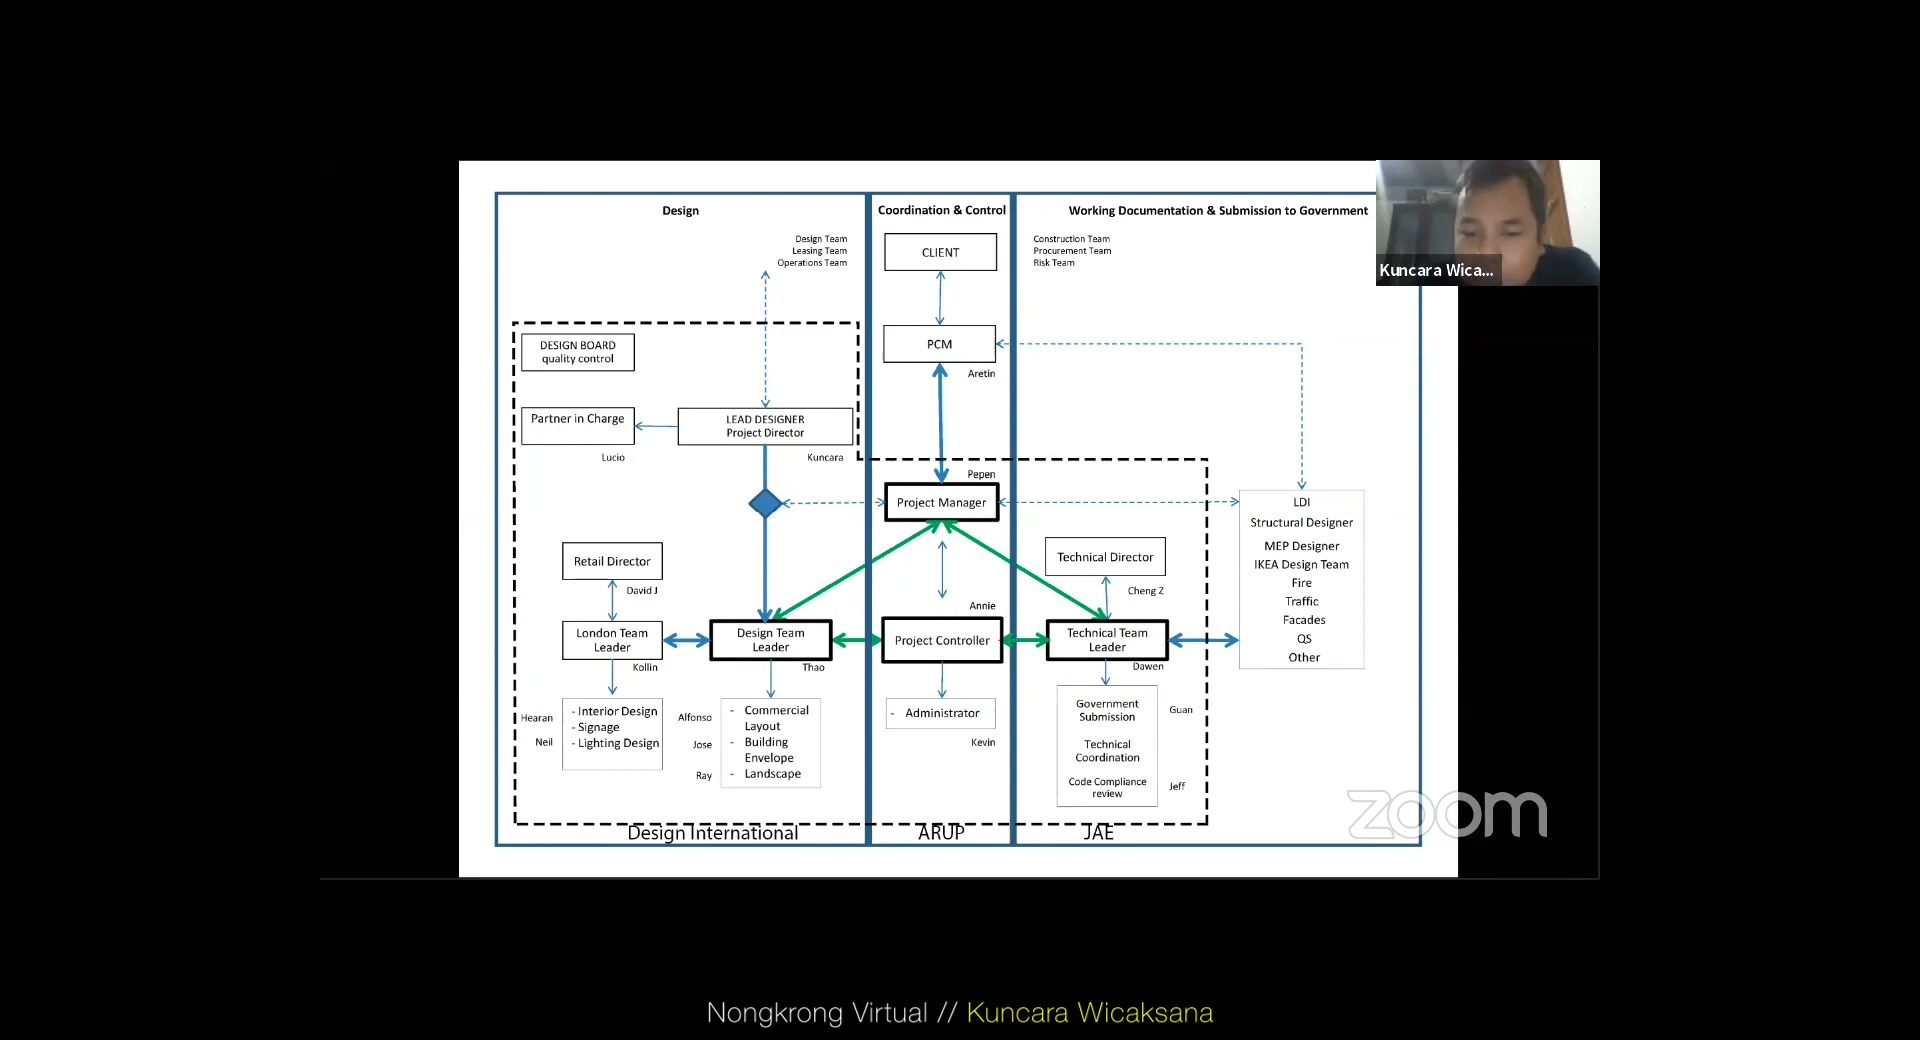 Design
Coordination & Control
Working Documentation & Submission to Government
Design Team
Leasing Team
Operations Team
CLIENT
Construction Team
Procurement Team
Risk Team
Kuncara Wica...
DESIGN BOARD
quality control
PCM
Aretin
Partner in Charge
Lucio
LEAD DESIGNER
Project Director
Kuncara
Pepen
Project Manager
LDI
Structural Designer
MEP Designer
IKEA Design Team
Fire
Traffic
Facades
QS
Other
Retail Director
David J
Technical Director
Cheng Z
Annie
London Team
Leader
Kollin
Design Team
Leader
Thao
Project Controller
Technical Team
Leader
Dawen
Hearan
Neil
- Interior Design
- Signage
- Lighting Design
Alfonso
Jose
Ray
- Commercial
Layout
- Building
Envelope
- Landscape
- Administrator
Kevin
Government
Submission
Technical
Coordination
Code Compliance
review
Guan
Jeff
Design International
ARUP
JAE
zoom
Nongkrong Virtual // Kuncara Wicaksana